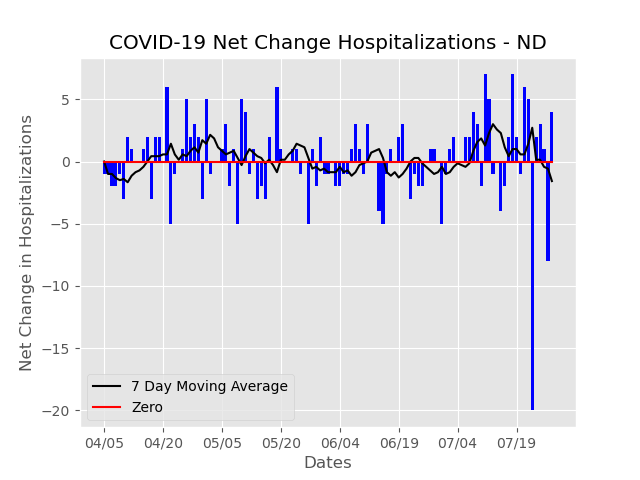 COVID-19 Net Change Hospitalizations - ND
Net Change in Hospitalizations
5
0
−5
−10
−15
−20
7 Day Moving Average
Zero
04/05 04/20 05/05 05/20 06/04 06/19 07/04 07/19
Dates